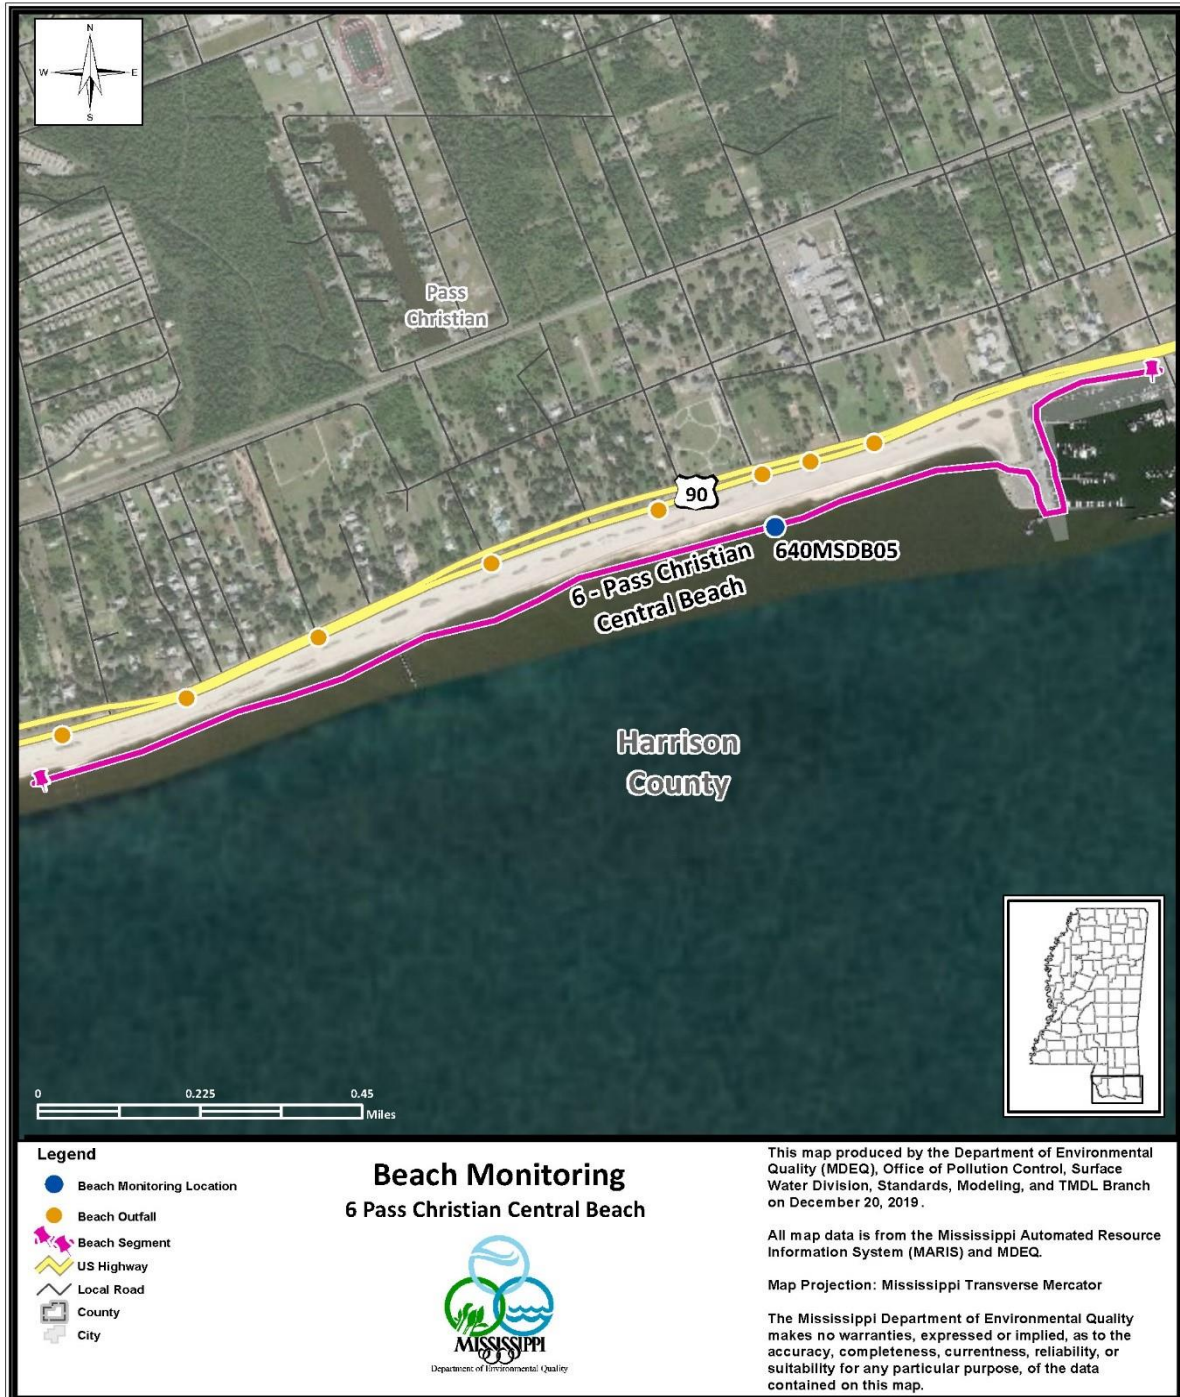 N
W E
S
Pass
Christian
90
640MSDB05
6 - Pass Christian
Central Beach
Harrison
County
0 0.225 0.45
Miles
Legend
Beach Monitoring Location
Beach Outfall
Beach Segment
US Highway
Local Road
County
City
Beach Monitoring
6 Pass Christian Central Beach
MISSISSIPPI
Department of Environmental Quality
This map produced by the Department of Environmental
Quality (MDEQ), Office of Pollution Control, Surface
Water Division, Standards, Modeling, and TMDL Branch
on December 20, 2019.
All map data is from the Mississippi Automated Resource
Information System (MARIS) and MDEQ.
Map Projection: Mississippi Transverse Mercator
The Mississippi Department of Environmental Quality
makes no warranties, expressed or implied, as to the
accuracy, completeness, currentness, reliability, or
suitability for any particular purpose, of the data
contained on this map.